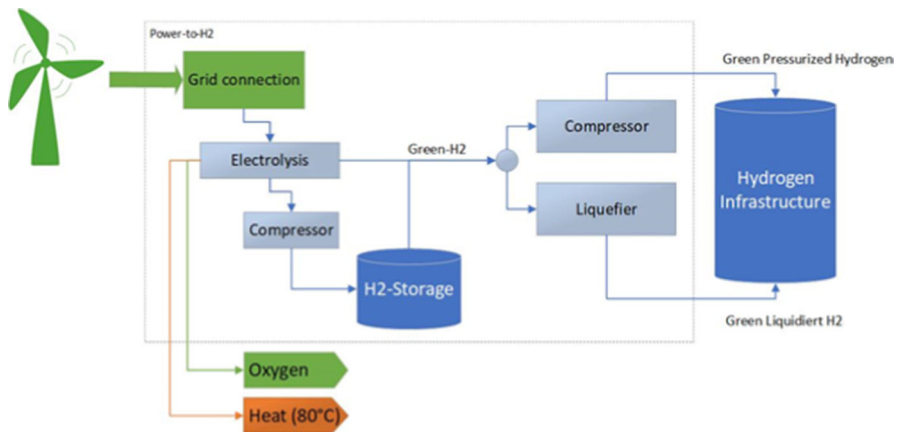 Power-to-H2
Grid connection
Electrolysis
Compressor
H2-Storage
Green-H2
Compressor
Liquefier
Green Pressurized Hydrogen
Hydrogen
Infrastructure
Green Liquidiert H2
Oxygen
Heat (80°C)